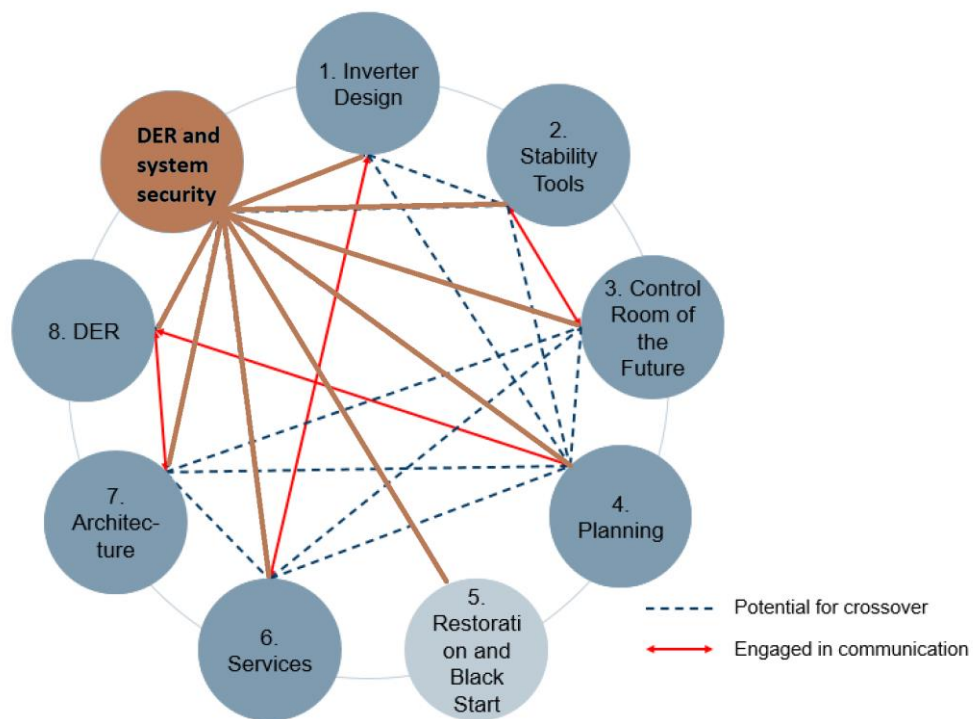 1. Inverter
Design
2.
Stability
Tools
3. Control
Room of
the
Future
4.
Planning
5.
Restorati
on and
Black
Start
6.
Services
7.
Architec-
ture
8. DER
DER and
system
security
Potential for crossover
Engaged in communication